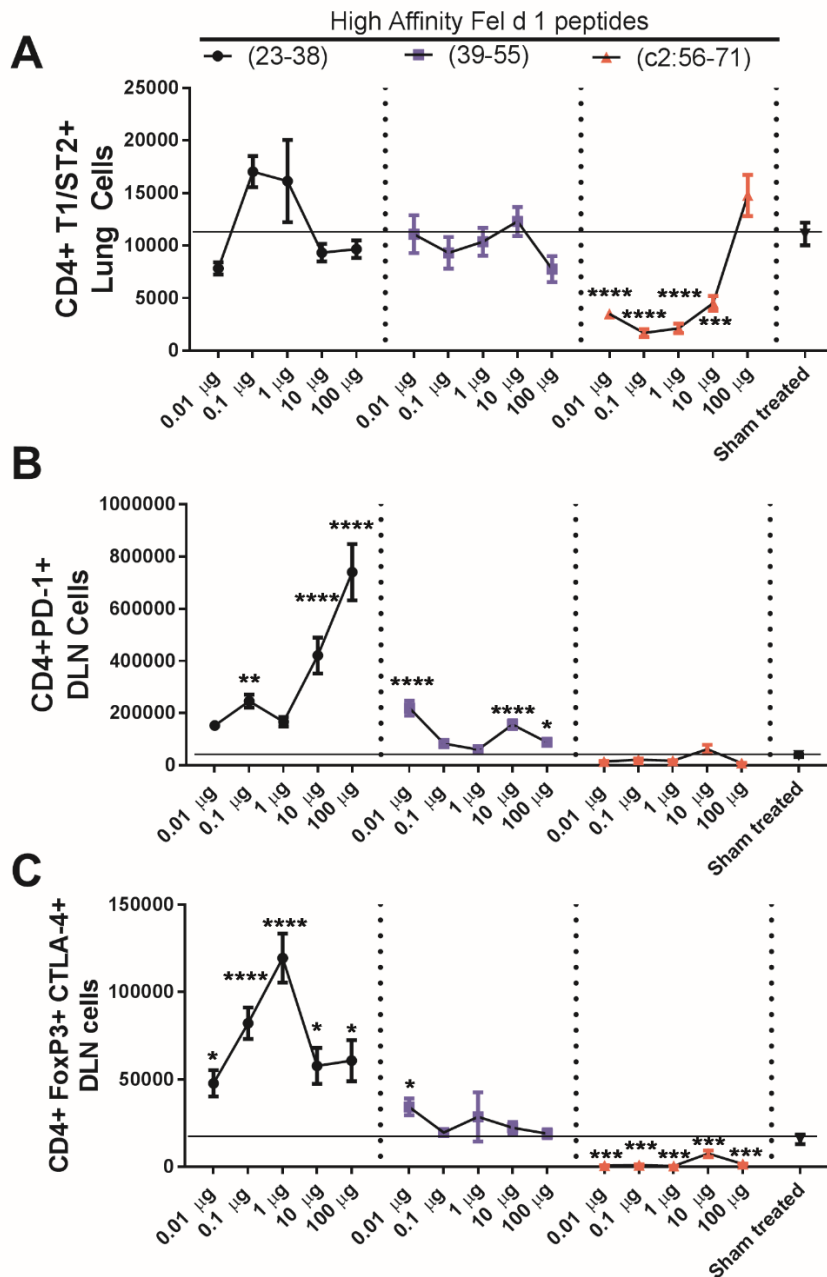 High Affinity Fel d 1 peptides
(23-38) (39-55) (c2:56-71)
A
CD4+ T1/ST2+
Lung Cells
25000
20000
15000
10000
5000
0
**** **** **** ***
0.01 µg 0.1 µg 1 µg 10 µg 100 µg 0.01 µg 0.1 µg 1 µg 10 µg 100 µg 0.01 µg 0.1 µg 1 µg 10 µg 100 µg Sham treated
B
CD4+PD-1+
DLN Cells
1000000
800000
600000
400000
200000
0
** **** **** **** **** *
0.01 µg 0.1 µg 1 µg 10 µg 100 µg 0.01 µg 0.1 µg 1 µg 10 µg 100 µg 0.01 µg 0.1 µg 1 µg 10 µg 100 µg Sham treated
C
CD4+ FoxP3+ CTLA-4+
DLN cells
150000
100000
50000
0
* **** **** * * * *** *** *** *** ***
0.01 µg 0.1 µg 1 µg 10 µg 100 µg 0.01 µg 0.1 µg 1 µg 10 µg 100 µg 0.01 µg 0.1 µg 1 µg 10 µg 100 µg Sham treated